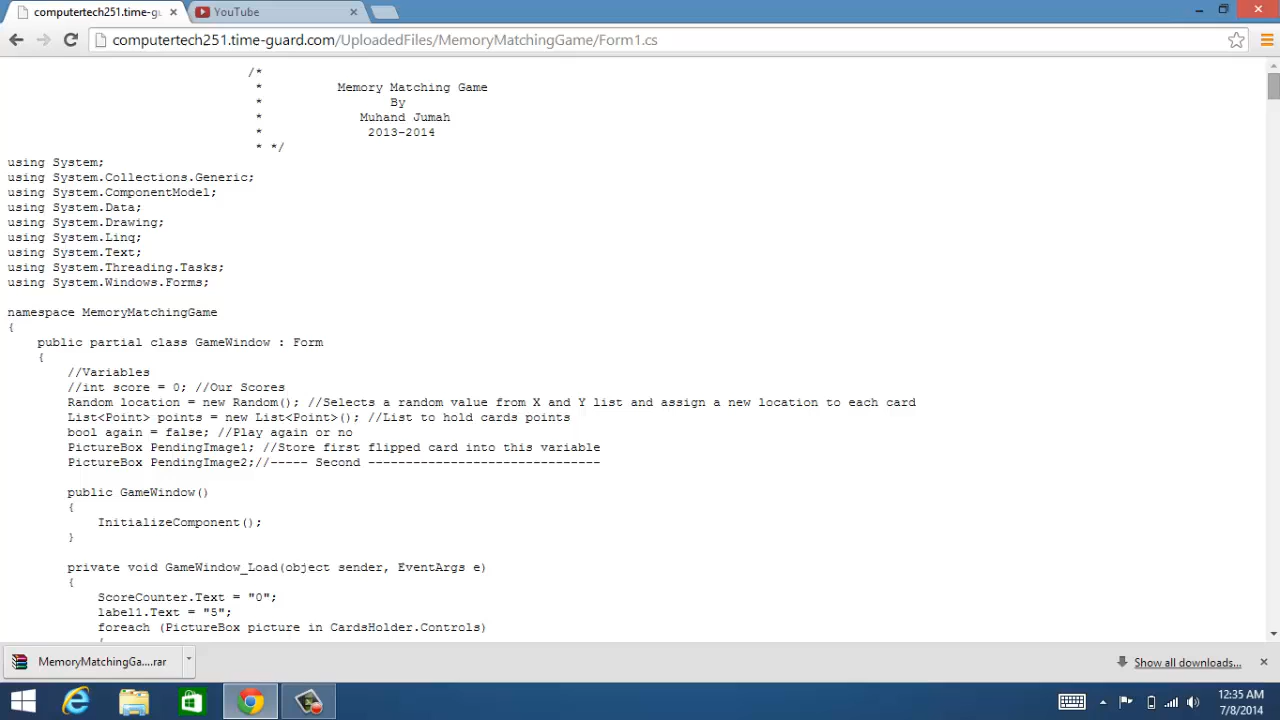 computertech251.time-gu
YouTube
computertech251.time-guard.com/UploadedFiles/MemoryMatchingGame/Form1.cs
/*
* Memory Matching Game
* By
* Muhand Jumah
* 2013-2014
* */
using System;
using System.Collections.Generic;
using System.ComponentModel;
using System.Data;
using System.Drawing;
using System.Linq;
using System.Text;
using System.Threading.Tasks;
using System.Windows.Forms;
namespace MemoryMatchingGame
{
public partial class GameWindow : Form
{
//Variables
//int score = 0; //Our Scores
Random location = new Random(); //Selects a random value from X and Y list and assign a new location to each card
List<Point> points = new List<Point>(); //List to hold cards points
bool again = false; //Play again or no
PictureBox PendingImage1; //Store first flipped card into this variable
PictureBox PendingImage2;//----- Second -------------------------------
public GameWindow()
{
InitializeComponent();
}
private void GameWindow_Load(object sender, EventArgs e)
{
ScoreCounter.Text = "0";
label1.Text = "5";
foreach (PictureBox picture in CardsHolder.Controls)
{
MemoryMatchingGa....rar
Show all downloads...
12:35 AM
7/8/2014